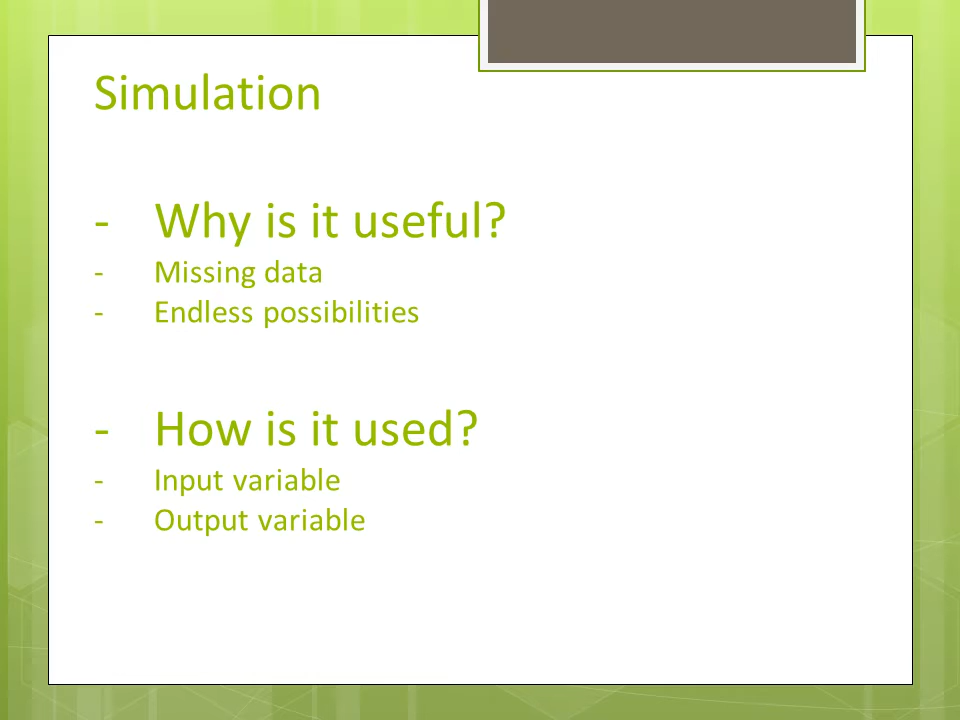 Simulation
- Why is it useful?
- Missing data
- Endless possibilities
- How is it used?
- Input variable
- Output variable